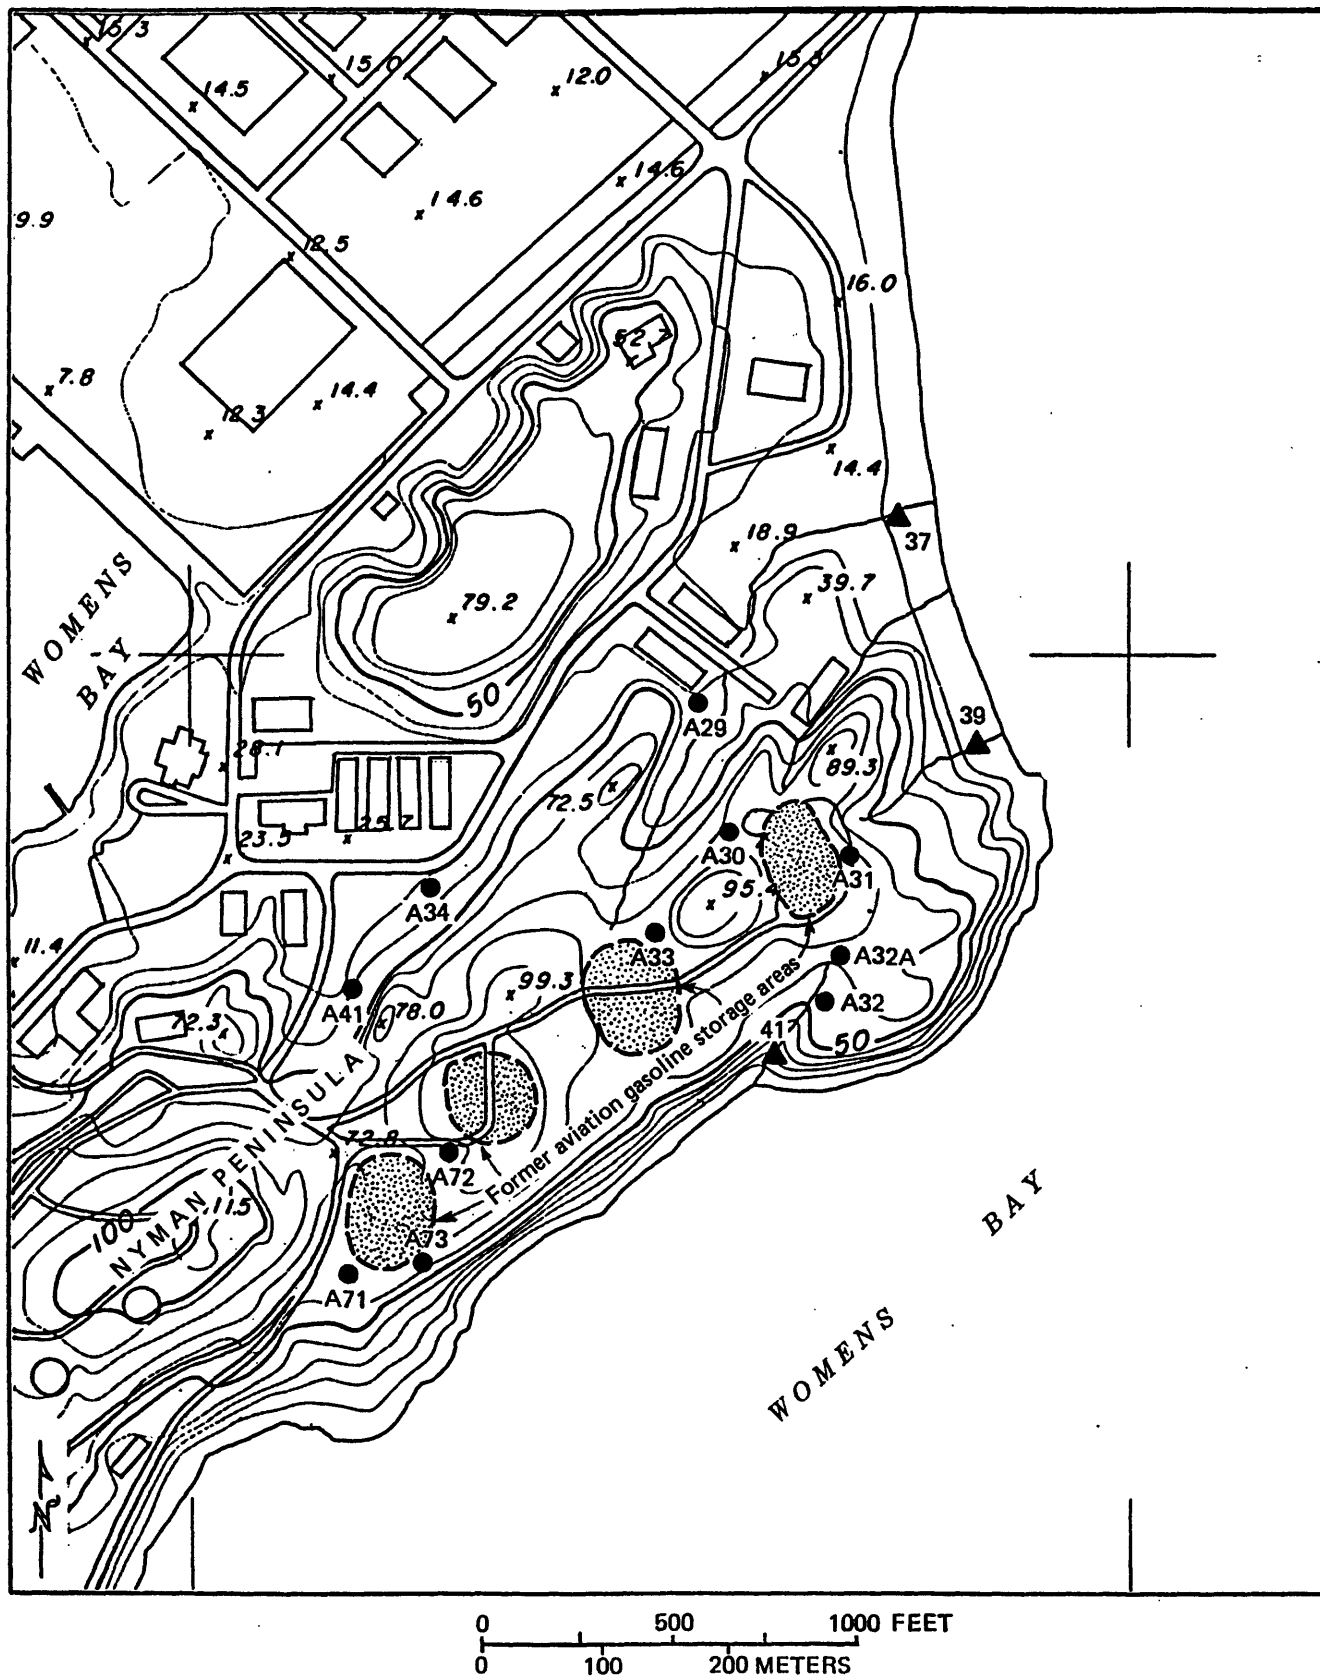 15.3
15.0
14.5
12.0
15.3
14.6
14.6
9.9
12.5
16.0
52.7
7.8
14.4
12.3
14.4
18.9
37
39.7
79.2
WOMENS
BAY
50
A29
39
28.1
89.3
72.5
25.7
23.5
A30
A31
A34
95.4
11.4
A33
A32A
99.3
A41
78.0
A32
72.3
41
50
Former aviation gasoline storage areas
NYMAN PENINSULA
72.8
A72
100
11.5
A73
A71
BAY
WOMENS
N
0 500 1000 FEET
0 100 200 METERS